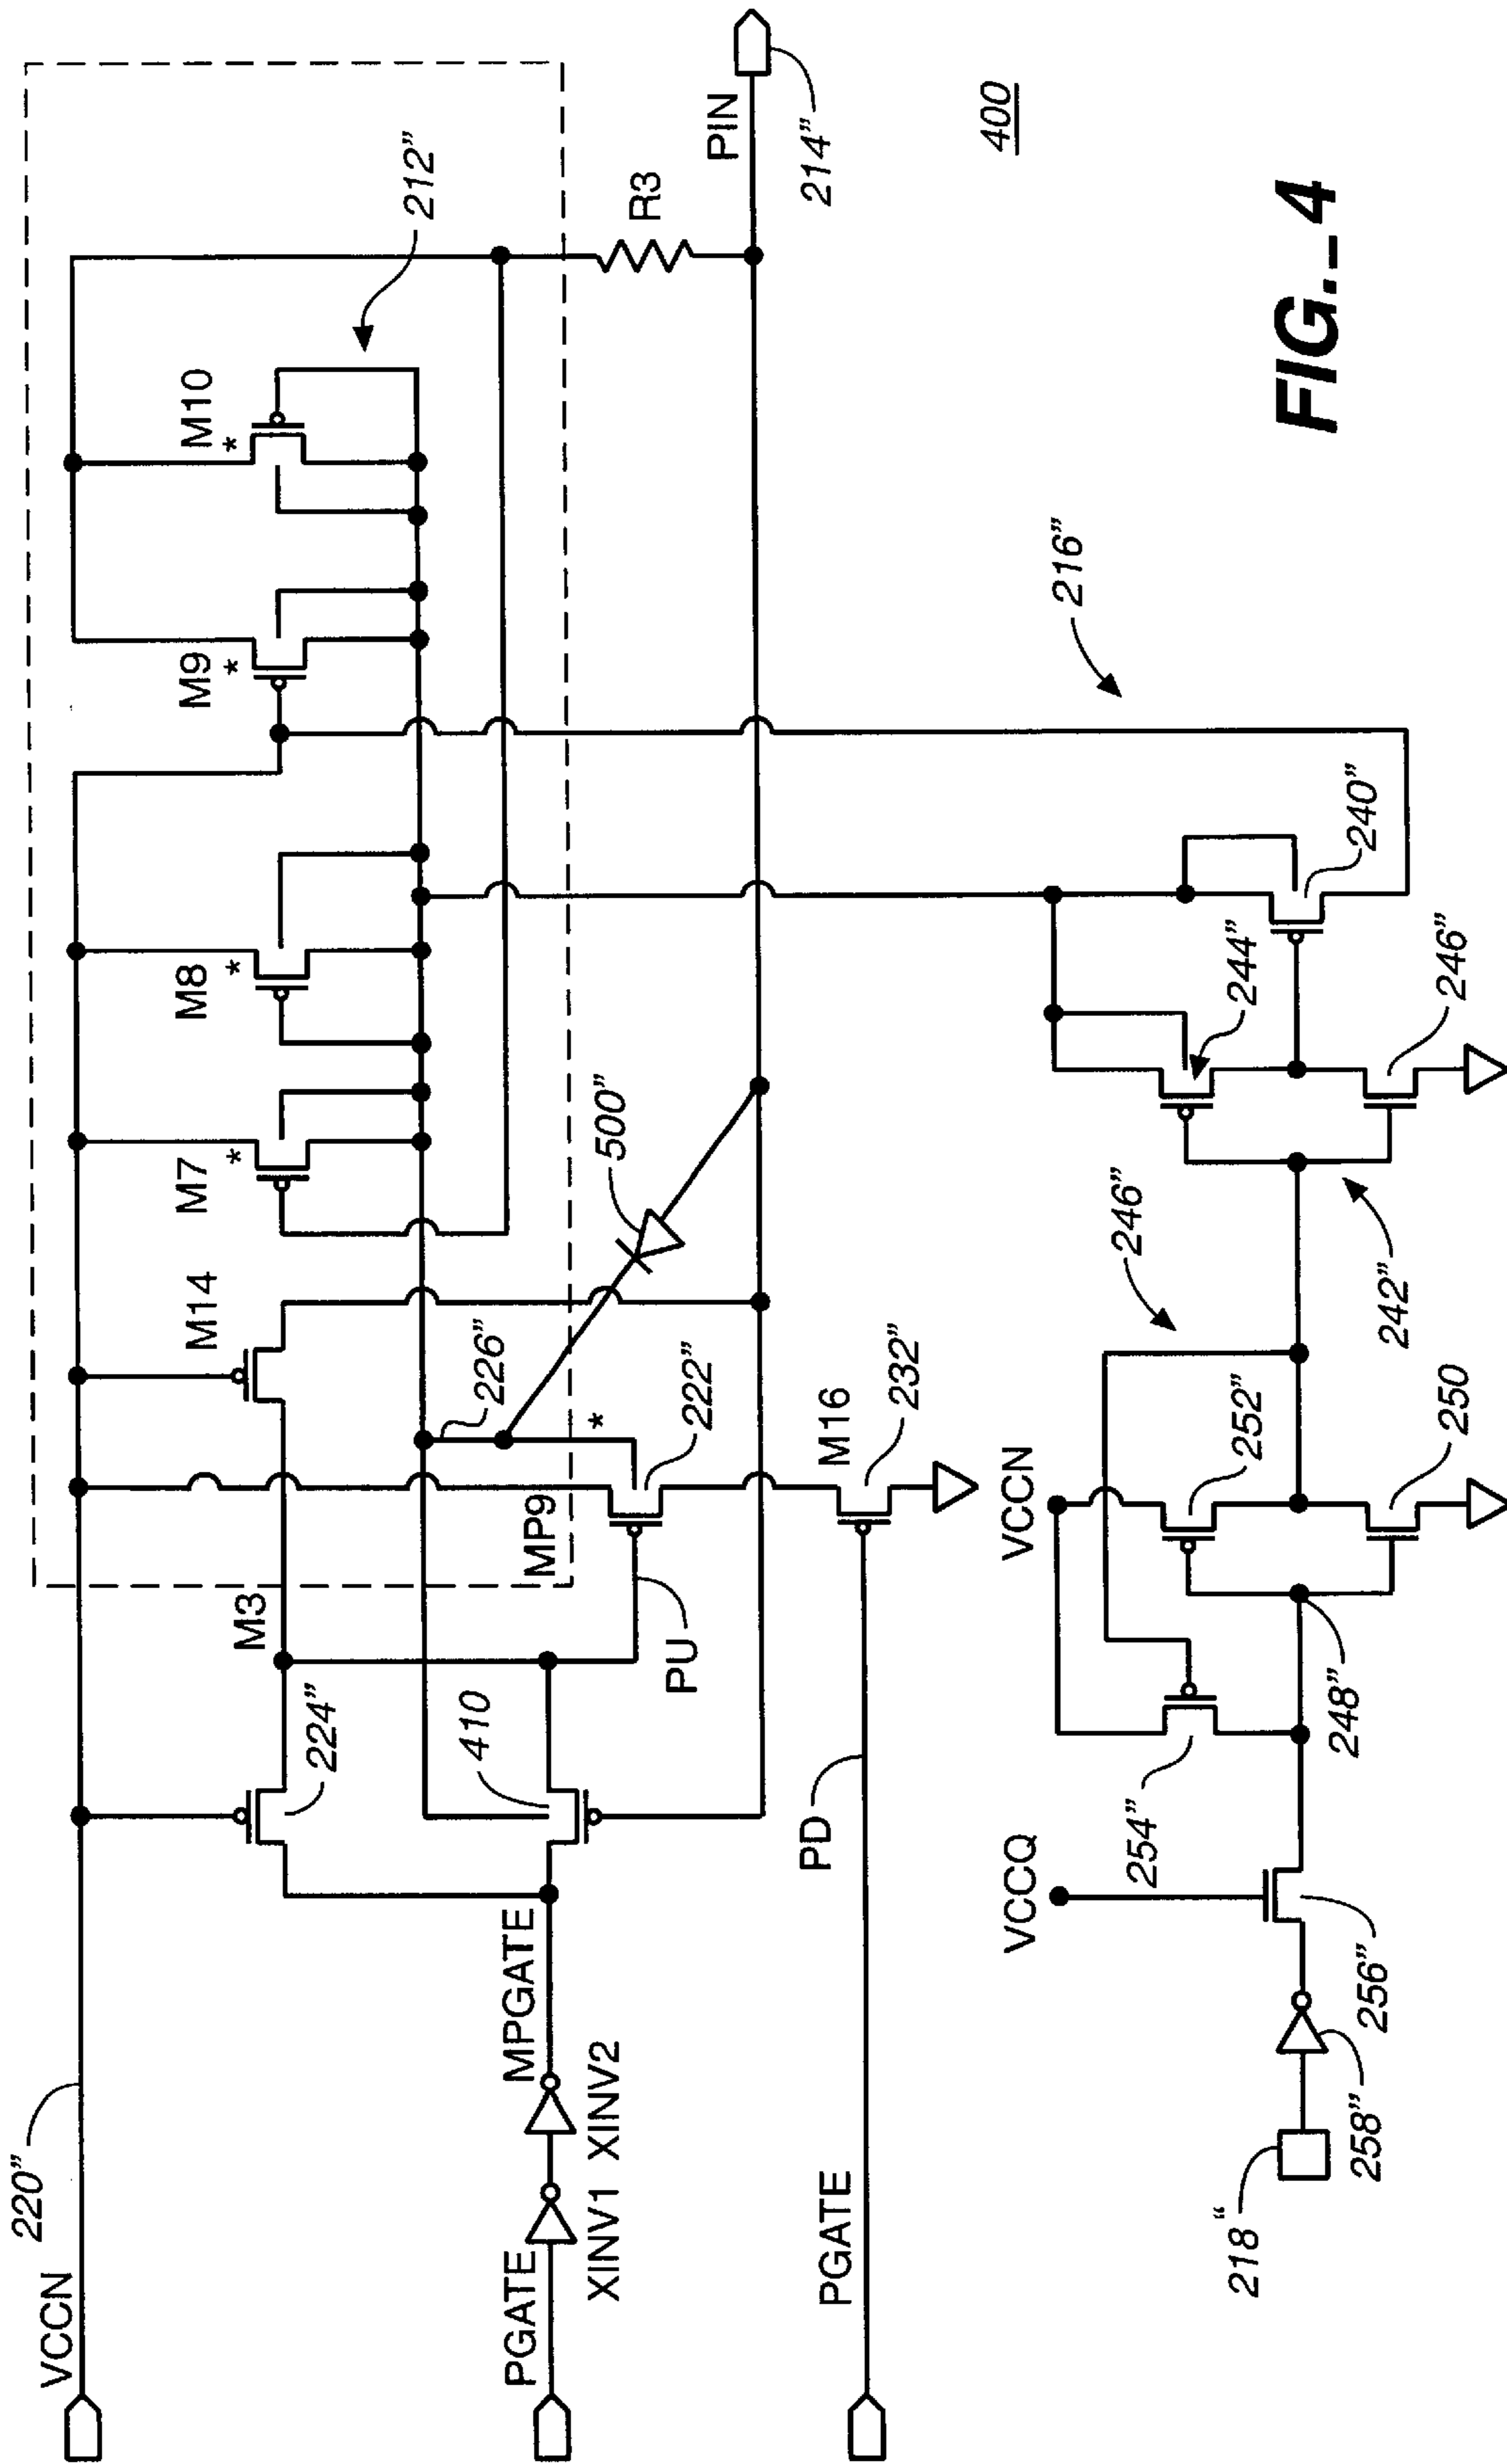 VCCN
220”
PGATE
XINV1 XINV2
MPGATE
224”
M3
410
M14
M7
*
M8
*
M9
*
M10
*
212”
226”
500”
MP9
*
222”
PU
R3
PIN
214”
PGATE
PD
M16
232”
216”
400
VCCQ
VCCN
254”
252”
246”
244”
240”
218“
258”
256”
248”
250
242”
246”
FIG._4